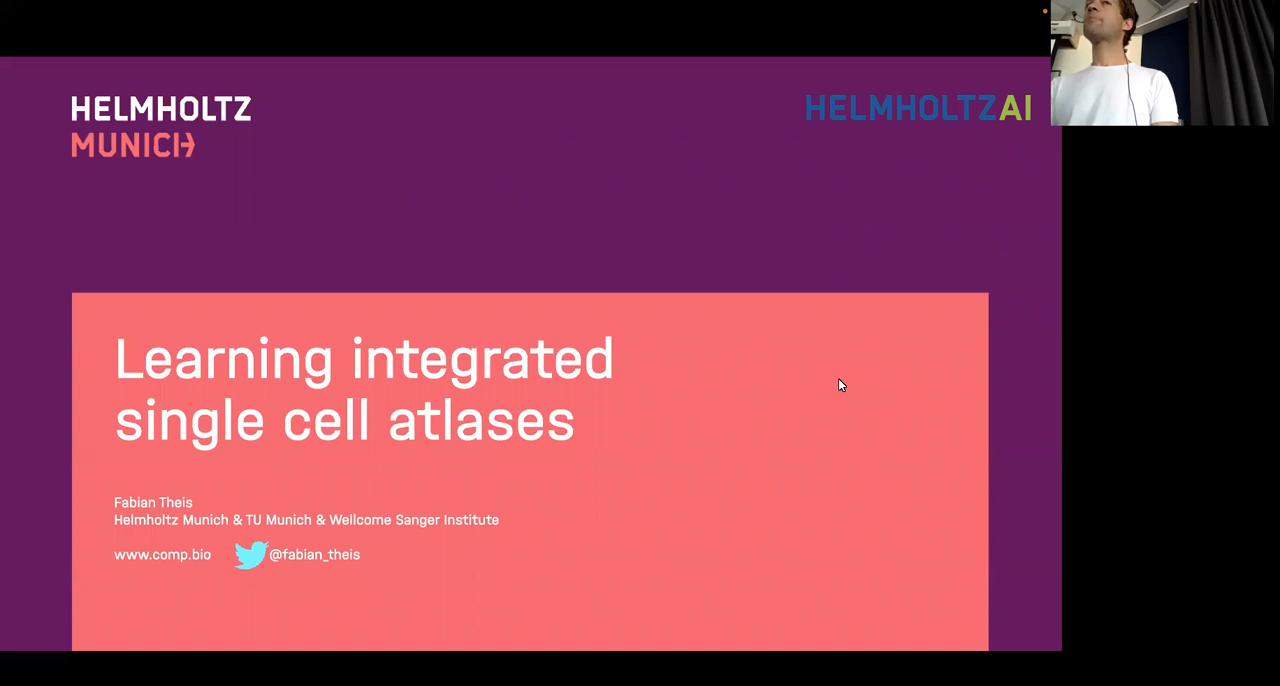 HELMHOLTZ
MUNICH
HELMHOLTZAI
Learning integrated
single cell atlases
Fabian Theis
Helmholtz Munich & TU Munich & Wellcome Sanger Institute
www.comp.bio @fabian_theis